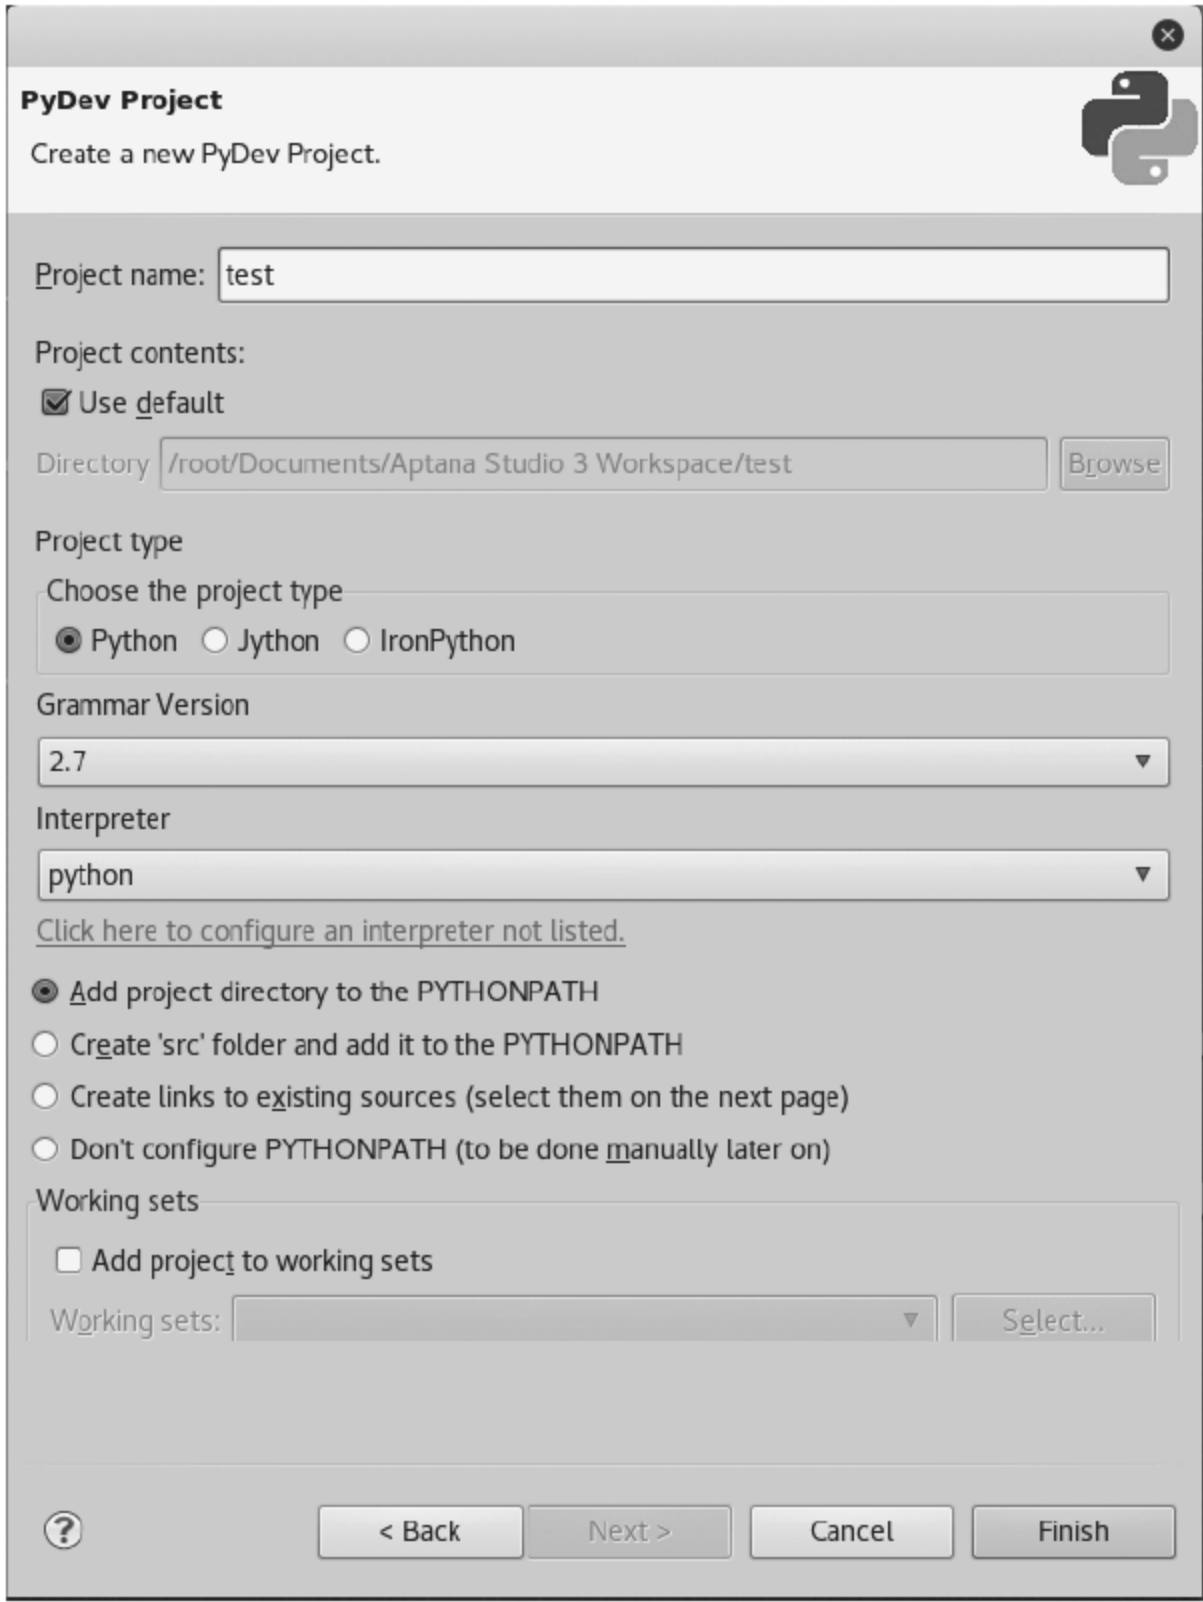 PyDev Project
Create a new PyDev Project.
Project name: test
Project contents:
Use default
Directory /root/Documents/Aptana Studio 3 Workspace/test Browse
Project type
Choose the project type
Python Jython IronPython
Grammar Version
2.7
Interpreter
python
Click here to configure an interpreter not listed.
Add project directory to the PYTHONPATH
Create 'src' folder and add it to the PYTHONPATH
Create links to existing sources (select them on the next page)
Don't configure PYTHONPATH (to be done manually later on)
Working sets
Add project to working sets
Working sets: Select...
? < Back Next > Cancel Finish